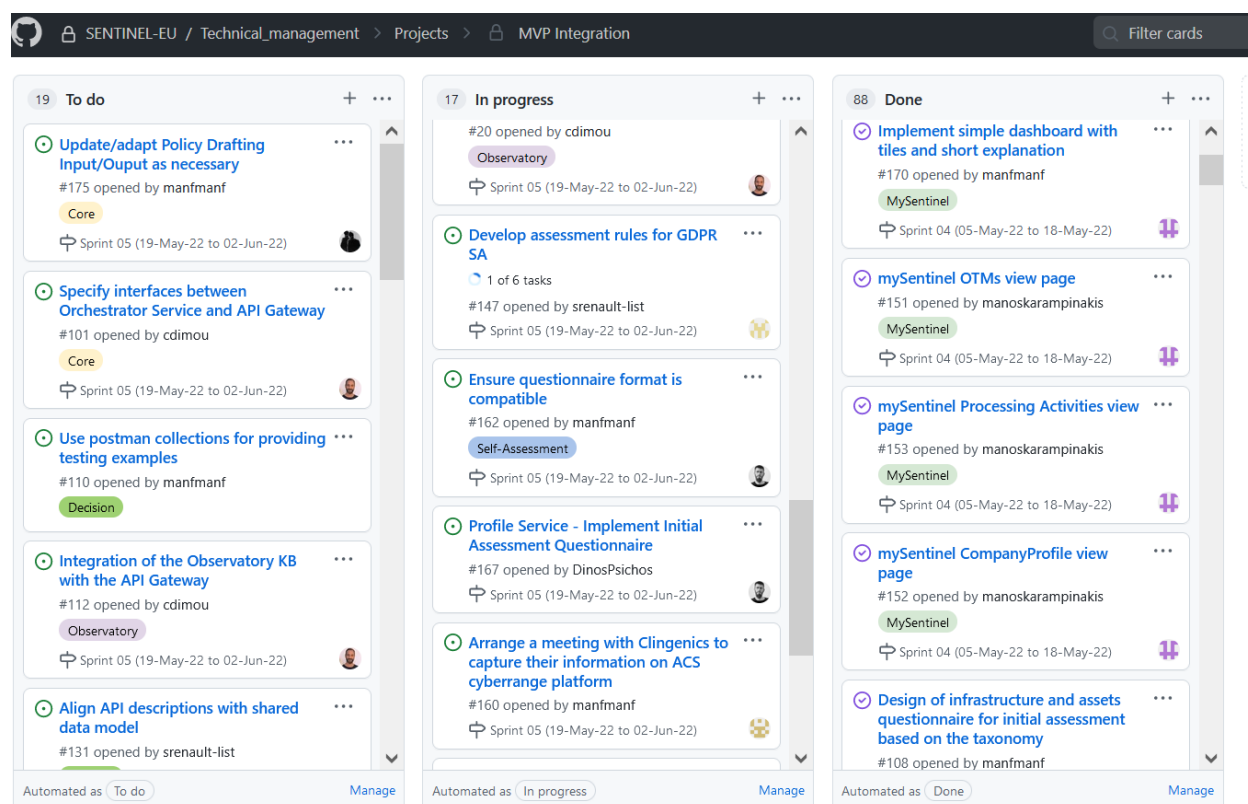 SENTINEL-EU / Technical_management > Projects > MVP Integration
Filter cards
19 To do
Update/adapt Policy Drafting
Input/Ouput as necessary
#175 opened by manfmanf
Core
Sprint 05 (19-May-22 to 02-Jun-22)
Specify interfaces between
Orchestrator Service and API Gateway
#101 opened by cdimou
Core
Sprint 05 (19-May-22 to 02-Jun-22)
Use postman collections for providing
testing examples
#110 opened by manfmanf
Decision
Integration of the Observatory KB
with the API Gateway
#112 opened by cdimou
Observatory
Sprint 05 (19-May-22 to 02-Jun-22)
Align API descriptions with shared
data model
#131 opened by srenault-list
Automated as To do
Manage
17 In progress
#20 opened by cdimou
Observatory
Sprint 05 (19-May-22 to 02-Jun-22)
Develop assessment rules for GDPR
SA
1 of 6 tasks
#147 opened by srenault-list
Sprint 05 (19-May-22 to 02-Jun-22)
Ensure questionnaire format is
compatible
#162 opened by manfmanf
Self-Assessment
Sprint 05 (19-May-22 to 02-Jun-22)
Profile Service - Implement Initial
Assessment Questionnaire
#167 opened by DinosPsichos
Sprint 05 (19-May-22 to 02-Jun-22)
Arrange a meeting with Clingenics to
capture their information on ACS
cyberrange platform
#160 opened by manfmanf
Sprint 05 (19-May-22 to 02-Jun-22)
Automated as In progress
Manage
88 Done
Implement simple dashboard with
tiles and short explanation
#170 opened by manfmanf
MySentinel
Sprint 04 (05-May-22 to 18-May-22)
mySentinel OTMs view page
#151 opened by manoskarampinakis
MySentinel
Sprint 04 (05-May-22 to 18-May-22)
mySentinel Processing Activities view
page
#153 opened by manoskarampinakis
MySentinel
Sprint 04 (05-May-22 to 18-May-22)
mySentinel CompanyProfile view
page
#152 opened by manoskarampinakis
MySentinel
Sprint 04 (05-May-22 to 18-May-22)
Design of infrastructure and assets
questionnaire for initial assessment
based on the taxonomy
#108 opened by manfmanf
Automated as Done
Manage